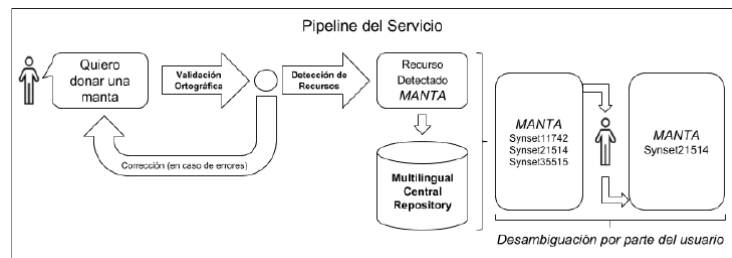 Pipeline del Servicio
Quiero
donar una
manta
Validación
Ortográfica
Detección de
Recursos
Recurso
Detectado
MANTA
Corrección (en caso de errores)
Multilingual
Central
Repository
MANTA
Synset11742
Synset21514
Synset35515
MANTA
Synset21514
Desambiguación por parte del usuario